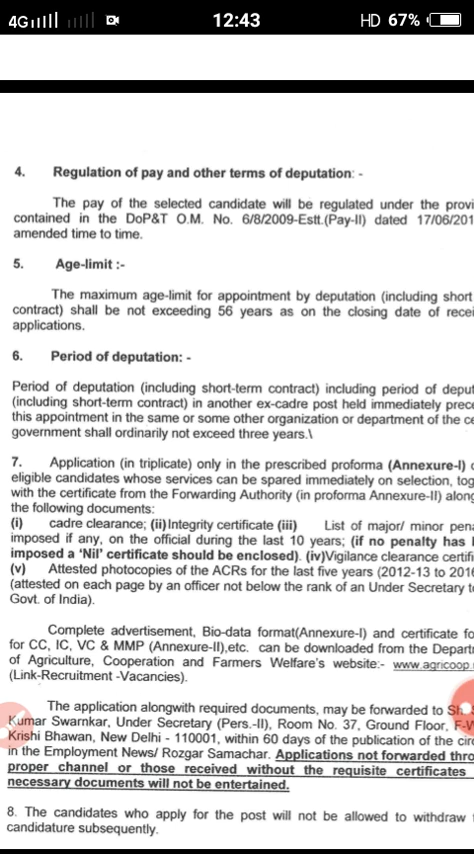 4G 12:43 HD 67%
4. Regulation of pay and other terms of deputation: -
The pay of the selected candidate will be regulated under the provi
contained in the DoP&T O.M. No. 6/8/2009-Estt.(Pay-II) dated 17/06/201
amended time to time.
5. Age-limit :-
The maximum age-limit for appointment by deputation (including short
contract) shall be not exceeding 56 years as on the closing date of recei
applications.
6. Period of deputation: -
Period of deputation (including short-term contract) including period of deput
(including short-term contract) in another ex-cadre post held immediately prece
this appointment in the same or some other organization or department of the ce
government shall ordinarily not exceed three years.\
7. Application (in triplicate) only in the prescribed proforma (Annexure-I)
eligible candidates whose services can be spared immediately on selection, tog
with the certificate from the Forwarding Authority (in proforma Annexure-II) along
the following documents:
(i) cadre clearance; (ii)Integrity certificate (iii) List of major/ minor pena
imposed if any, on the official during the last 10 years; (if no penalty has
imposed a 'Nil' certificate should be enclosed). (iv)Vigilance clearance certifi
(v) Attested photocopies of the ACRs for the last five years (2012-13 to 2016
(attested on each page by an officer not below the rank of an Under Secretary t
Govt. of India).
Complete advertisement, Bio-data format(Annexure-I) and certificate fo
for CC, IC, VC & MMP (Annexure-II),etc. can be downloaded from the Depart
of Agriculture, Cooperation and Farmers Welfare's website:- www.agricoop.
(Link-Recruitment -Vacancies).
The application alongwith required documents, may be forwarded to Sh.
Kumar Swarnkar, Under Secretary (Pers.-II), Room No. 37, Ground Floor, F-W
Krishi Bhawan, New Delhi - 110001, within 60 days of the publication of the circ
in the Employment News/ Rozgar Samachar. Applications not forwarded thro
proper channel or those received without the requisite certificates
necessary documents will not be entertained.
8. The candidates who apply for the post will not be allowed to withdraw
candidature subsequently.